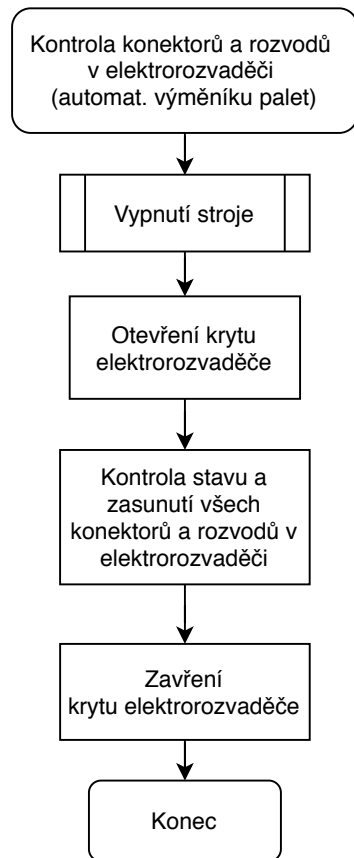 Kontrola konektorů a rozvodů
v elektrorozvaděči
(automat. výměníku palet)
Vypnutí stroje
Otevření krytu
elektrorozvaděče
Kontrola stavu a
zasunutí všech
konektorů a rozvodů v
elektrorozvaděči
Zavření
krytu elektrorozvaděče
Konec